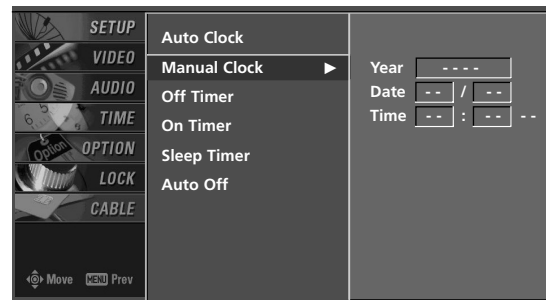 SETUP
VIDEO
AUDIO
TIME
OPTION
LOCK
CABLE
Move MENU Prev
Auto Clock
Manual Clock ►
Off Timer
On Timer
Sleep Timer
Auto Off
Year - - - -
Date - - / - -
Time - - : - - - -